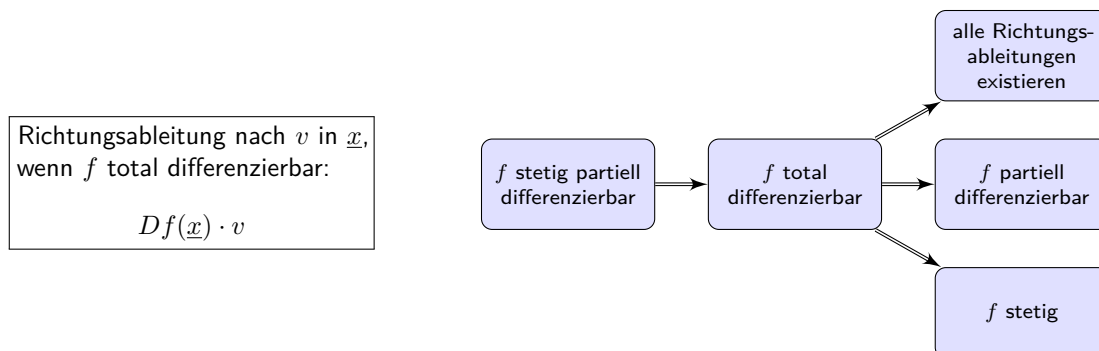 Richtungsableitung nach v in x,
wenn f total differenzierbar:
Df(x) · v
f stetig partiell
differenzierbar
f total
differenzierbar
alle Richtungs-
ableitungen
existieren
f partiell
differenzierbar
f stetig